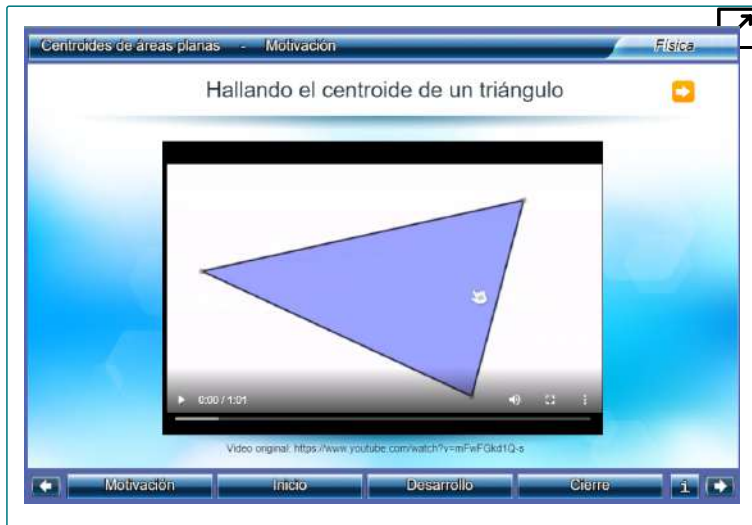 Centroides de áreas planas - Motivación Física
Hallando el centroide de un triángulo
0:00 / 1:01
Video original: https://www.youtube.com/watch?v=mFwFGkd1Q-s
Motivación Inicio Desarrollo Cierre i